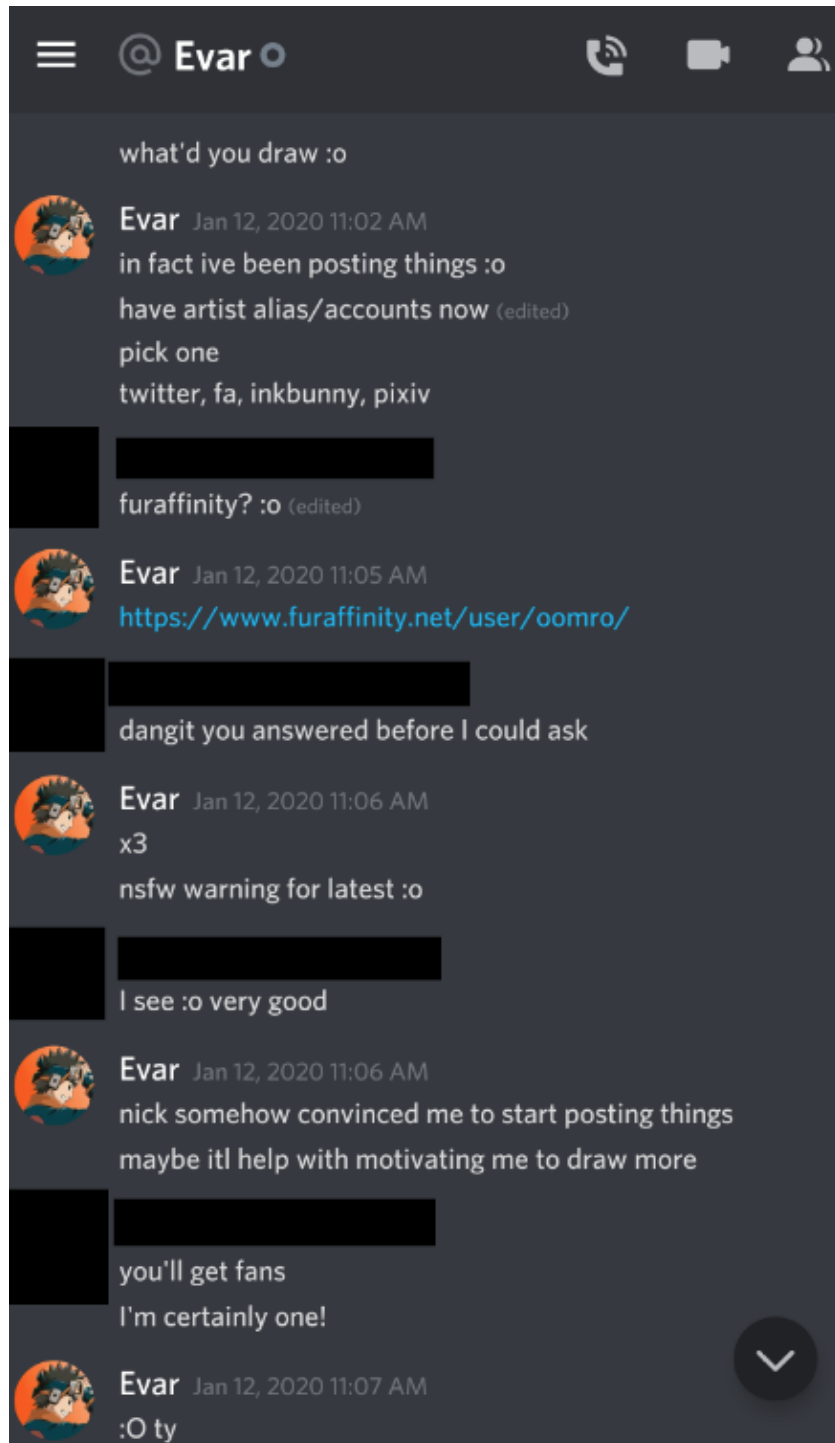 @ Evar
what'd you draw :o
Evar Jan 12, 2020 11:02 AM
in fact ive been posting things :o
have artist alias/accounts now (edited)
pick one
twitter, fa, inkbunny, pixiv
furaffinity? :o (edited)
Evar Jan 12, 2020 11:05 AM
https://www.furaffinity.net/user/oomro/
dangit you answered before I could ask
Evar Jan 12, 2020 11:06 AM
x3
nsfw warning for latest :o
I see :o very good
Evar Jan 12, 2020 11:06 AM
nick somehow convinced me to start posting things
maybe itl help with motivating me to draw more
you'll get fans
I'm certainly one!
Evar Jan 12, 2020 11:07 AM
:O ty